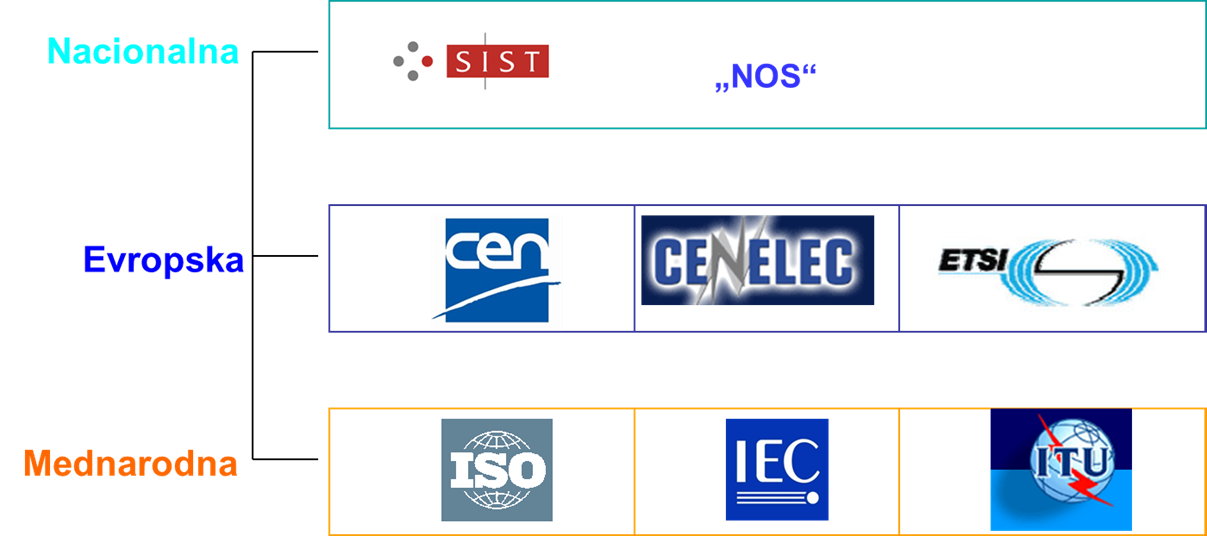 Nacionalna
SIST
„NOS“
Evropska
cen
CENELEC
ETSI
Mednarodna
ISO
IEC
ITU